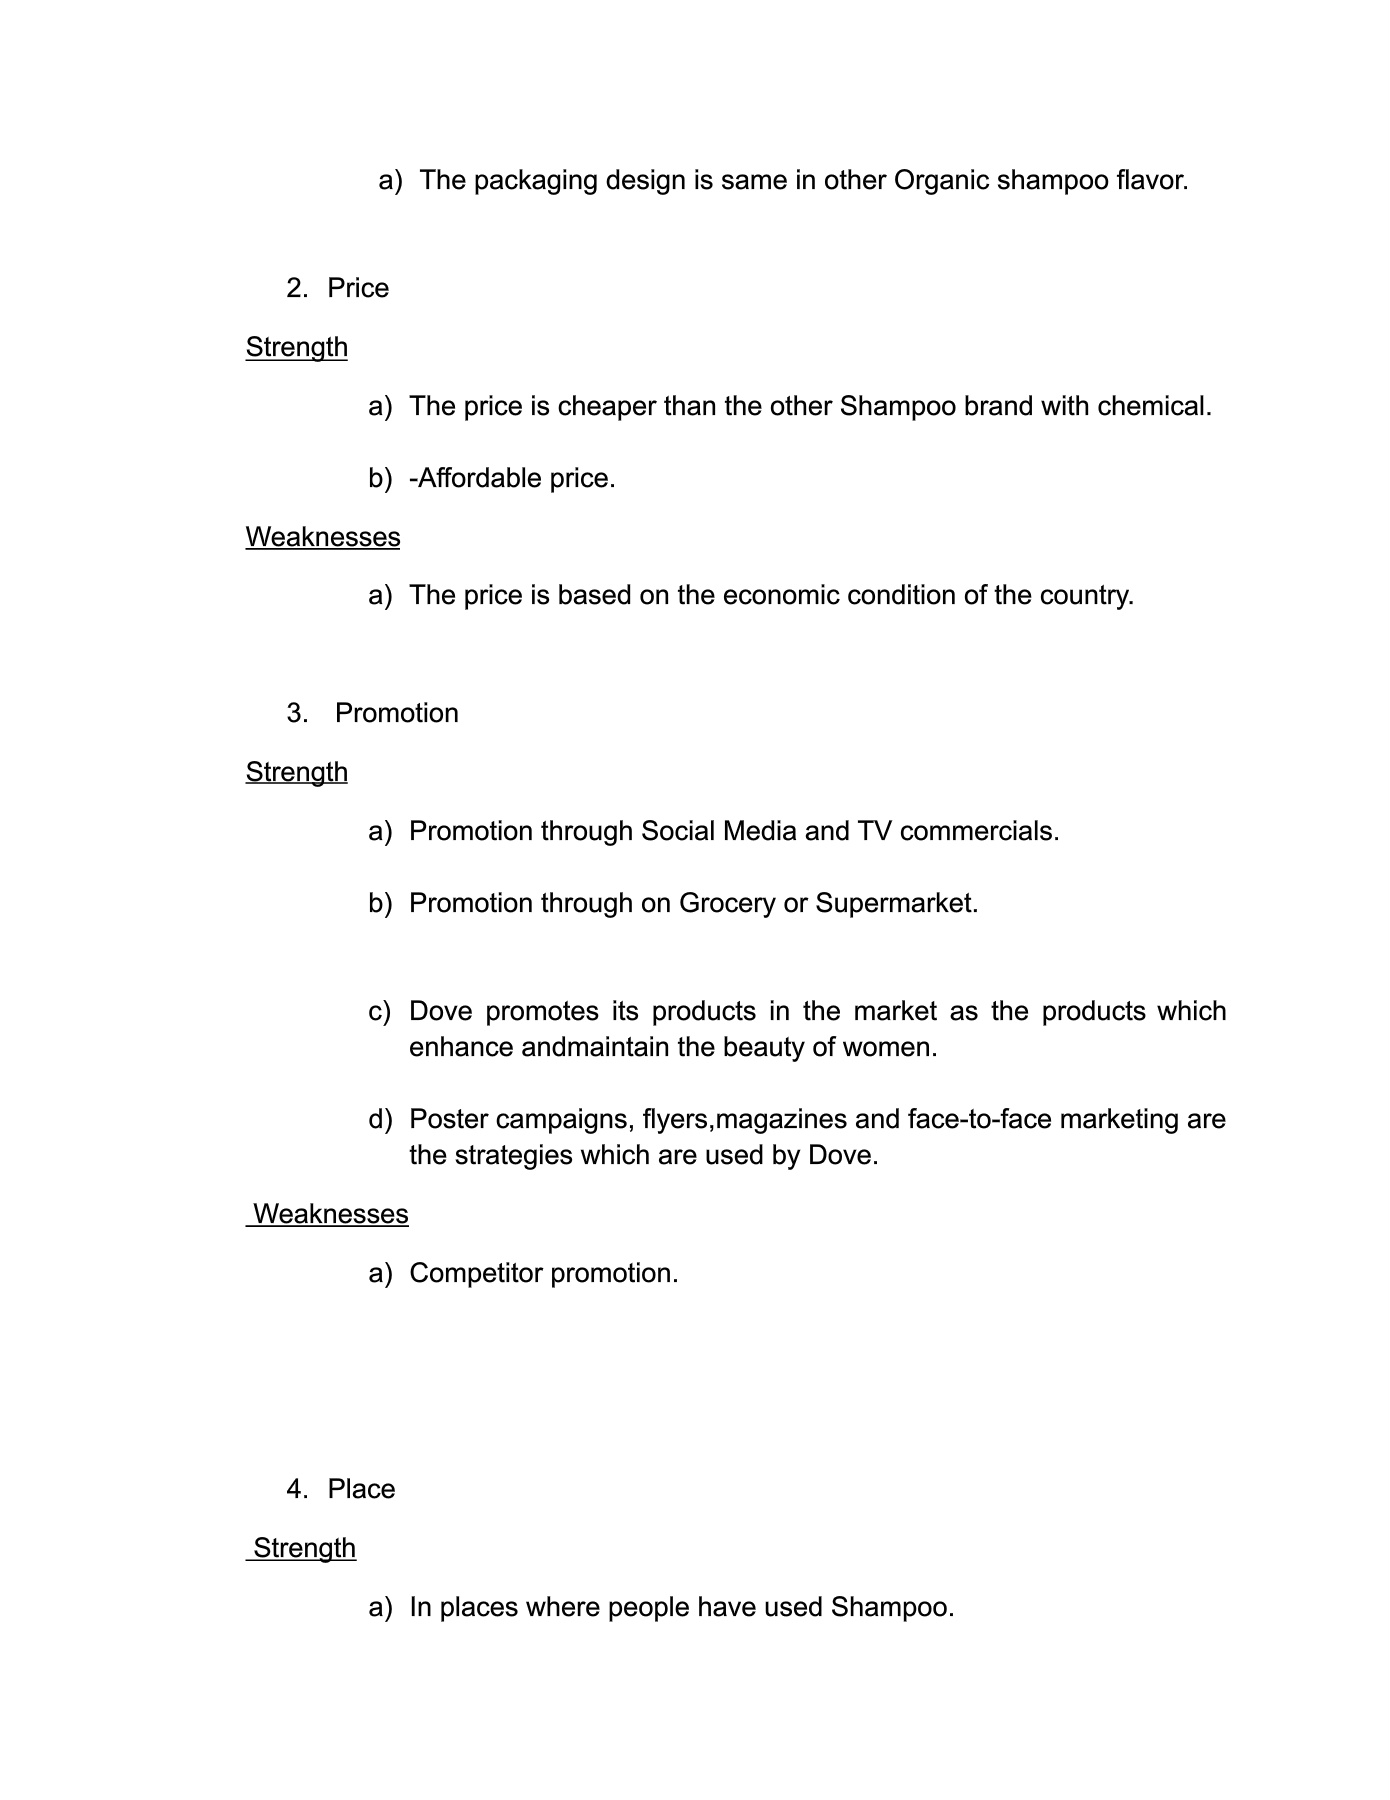 a) The packaging design is same in other Organic shampoo flavor.
2. Price
Strength
a) The price is cheaper than the other Shampoo brand with chemical.
b) -Affordable price.
Weaknesses
a) The price is based on the economic condition of the country.
3. Promotion
Strength
a) Promotion through Social Media and TV commercials.
b) Promotion through on Grocery or Supermarket.
c) Dove promotes its products in the market as the products which
enhance andmaintain the beauty of women.
d) Poster campaigns, flyers,magazines and face-to-face marketing are
the strategies which are used by Dove.
Weaknesses
a) Competitor promotion.
4. Place
Strength
a) In places where people have used Shampoo.